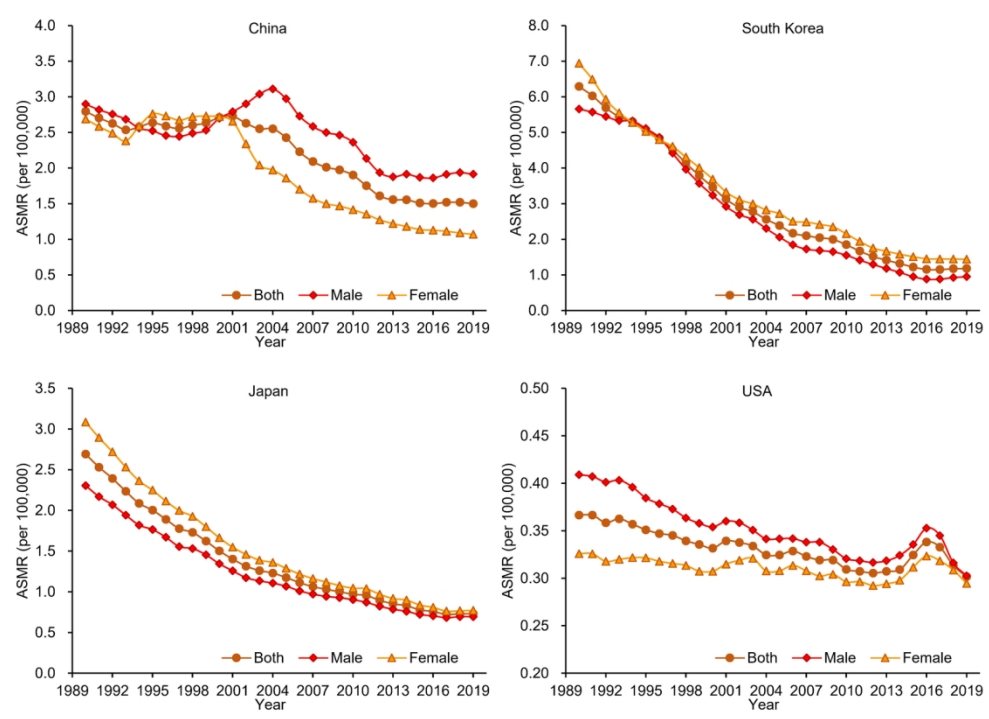 China
4.0
3.5
3.0
2.5
2.0
1.5
1.0
0.5
0.0
ASMR (per 100,000)
Both Male Female
1989 1992 1995 1998 2001 2004 2007 2010 2013 2016 2019
Year
South Korea
8.0
7.0
6.0
5.0
4.0
3.0
2.0
1.0
0.0
ASMR (per 100,000)
Both Male Female
1989 1992 1995 1998 2001 2004 2007 2010 2013 2016 2019
Year
Japan
3.5
3.0
2.5
2.0
1.5
1.0
0.5
0.0
ASMR (per 100,000)
Both Male Female
1989 1992 1995 1998 2001 2004 2007 2010 2013 2016 2019
Year
USA
0.50
0.45
0.40
0.35
0.30
0.25
0.20
ASMR (per 100,000)
Both Male Female
1989 1992 1995 1998 2001 2004 2007 2010 2013 2016 2019
Year